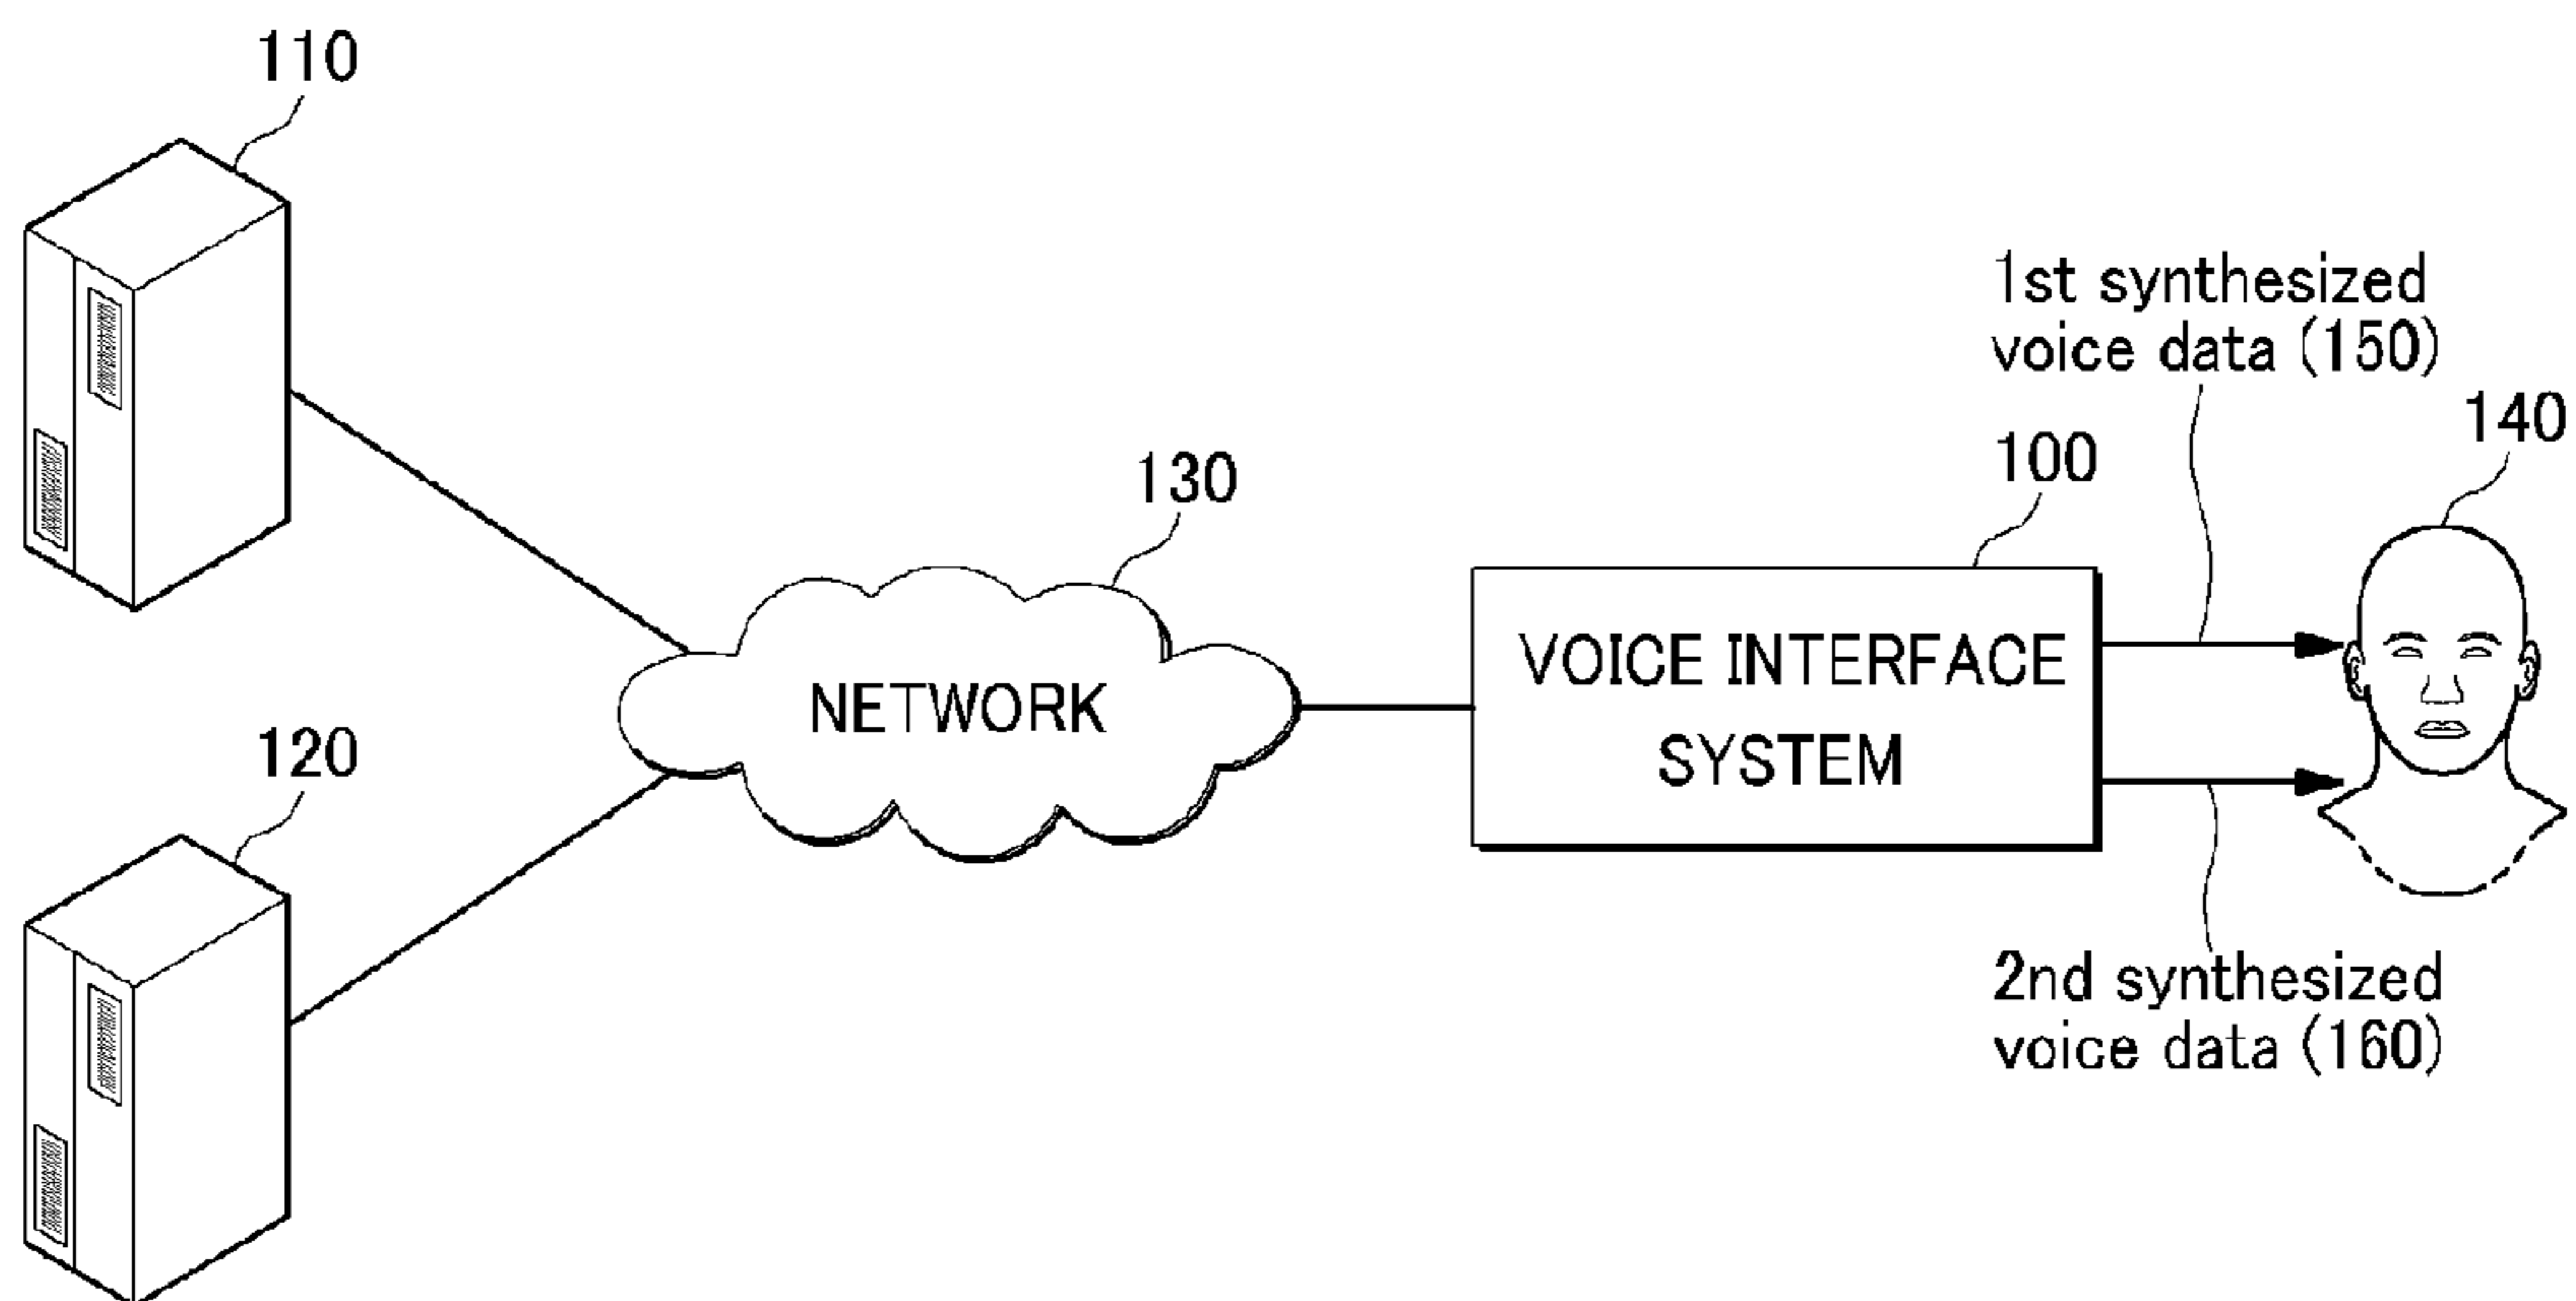 110
1st synthesized
voice data (150)
140
100
130
VOICE INTERFACE
SYSTEM
NETWORK
120
2nd synthesized
voice data (160)